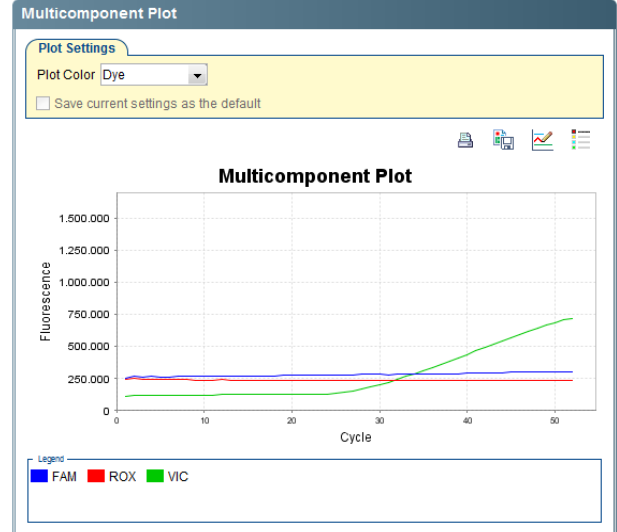 Multicomponent Plot
Plot Settings
Plot Color Dye
Save current settings as the default
Multicomponent Plot
1.500.000
1.250.000
1.000.000
750.000
500.000
250.000
0
Fluorescence
0 10 20 30 40 50
Cycle
Legend
FAM ROX VIC